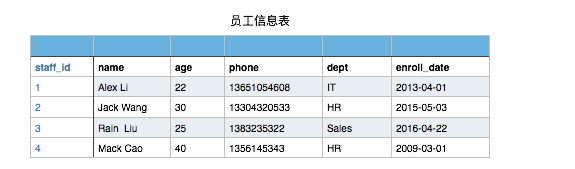 员工信息表
staff_id name age phone dept enroll_date
1 Alex Li 22 13651054608 IT 2013-04-01
2 Jack Wang 30 13304320533 HR 2015-05-03
3 Rain Liu 25 1383235322 Sales 2016-04-22
4 Mack Cao 40 1356145343 HR 2009-03-01